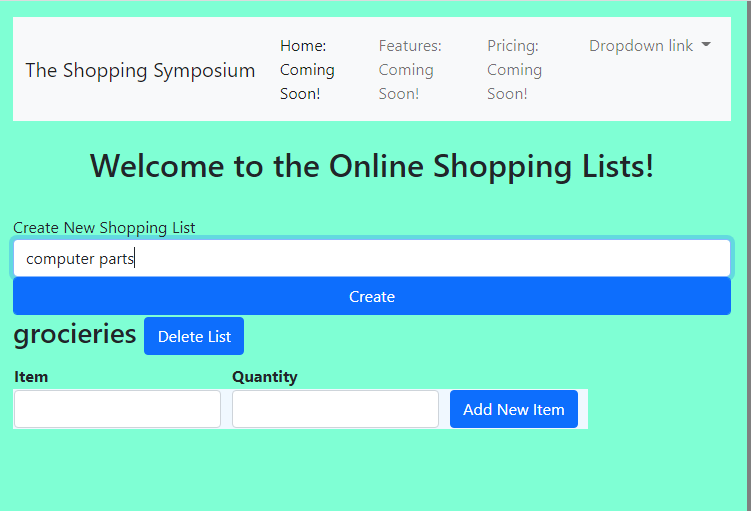 The Shopping Symposium
Home:
Coming
Soon!
Features:
Coming
Soon!
Pricing:
Coming
Soon!
Dropdown link
Welcome to the Online Shopping Lists!
Create New Shopping List
computer parts
Create
grocieries Delete List
Item Quantity
Add New Item